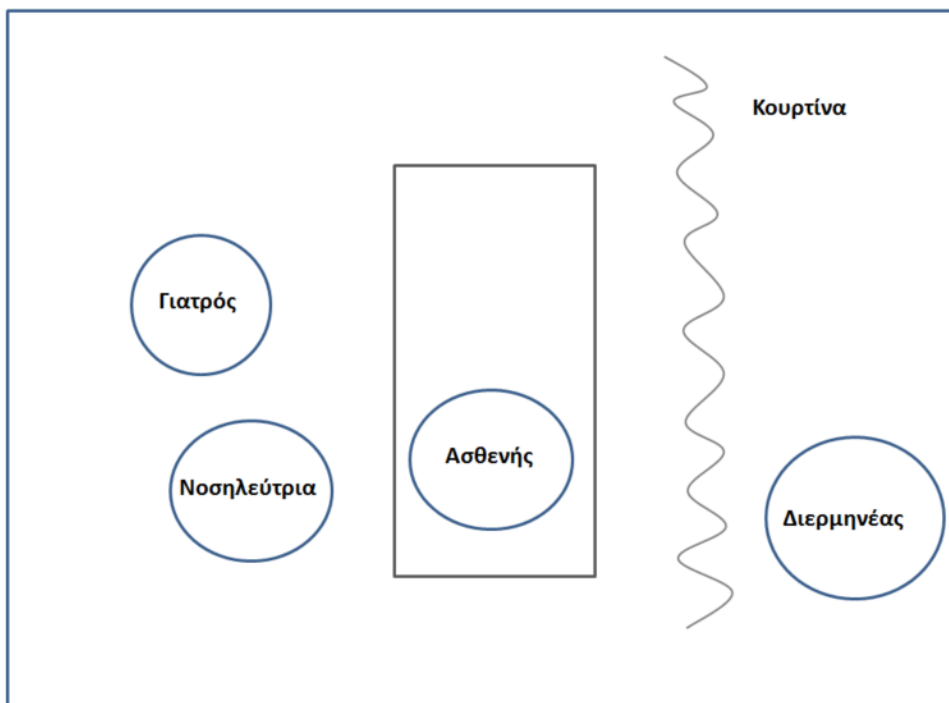 Κουρτίνα
Γιατρός
Ασθενής
Νοσηλεύτρια
Διερμηνέας